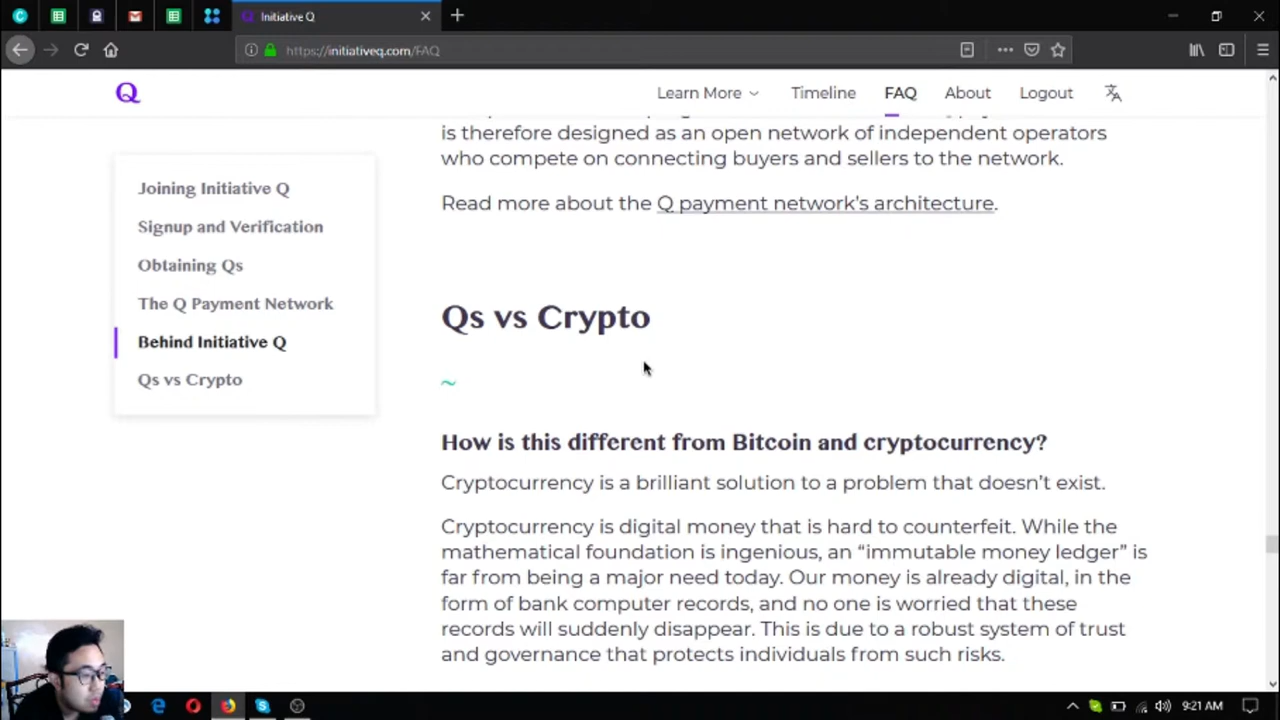 Initiative Q
https://initiativeq.com/FAQ
Q
Learn More
Timeline
FAQ
About
Logout
is therefore designed as an open network of independent operators
who compete on connecting buyers and sellers to the network.
Read more about the Q payment network's architecture.
Joining Initiative Q
Signup and Verification
Obtaining Qs
The Q Payment Network
Behind Initiative Q
Qs vs Crypto
Qs vs Crypto
~
How is this different from Bitcoin and cryptocurrency?
Cryptocurrency is a brilliant solution to a problem that doesn't exist.
Cryptocurrency is digital money that is hard to counterfeit. While the
mathematical foundation is ingenious, an “immutable money ledger” is
far from being a major need today. Our money is already digital, in the
form of bank computer records, and no one is worried that these
records will suddenly disappear. This is due to a robust system of trust
and governance that protects individuals from such risks.
9:21 AM